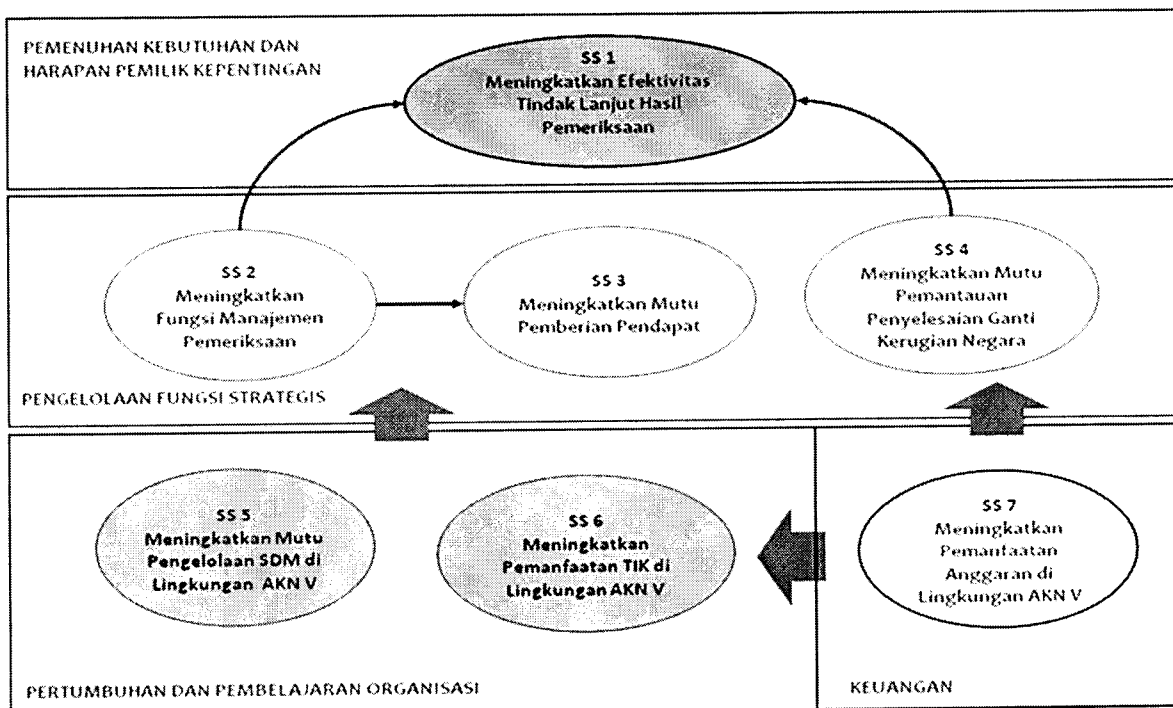 PEMENUHAN KEBUTUHAN DAN
HARAPAN PEMILIK KEPENTINGAN
SS 1
Meningkatkan Efektivitas
Tindak Lanjut Hasil
Pemeriksaan
SS 2
Meningkatkan
Fungsi Manajemen
Pemeriksaan
SS 3
Meningkatkan Mutu
Pemberian Pendapat
SS 4
Meningkatkan Mutu
Pemantauan
Penyelesaian Ganti
Kerugian Negara
PENGELOLAAN FUNGSI STRATEGIS
SS 5
Meningkatkan Mutu
Pengelolaan SDM di
Lingkungan AKN V
SS 6
Meningkatkan
Pemanfaatan TIK di
Lingkungan AKN V
SS 7
Meningkatkan
Pemanfaatan
Anggaran di
Lingkungan AKN V
PERTUMBUHAN DAN PEMBELAJARAN ORGANISASI
KEUANGAN